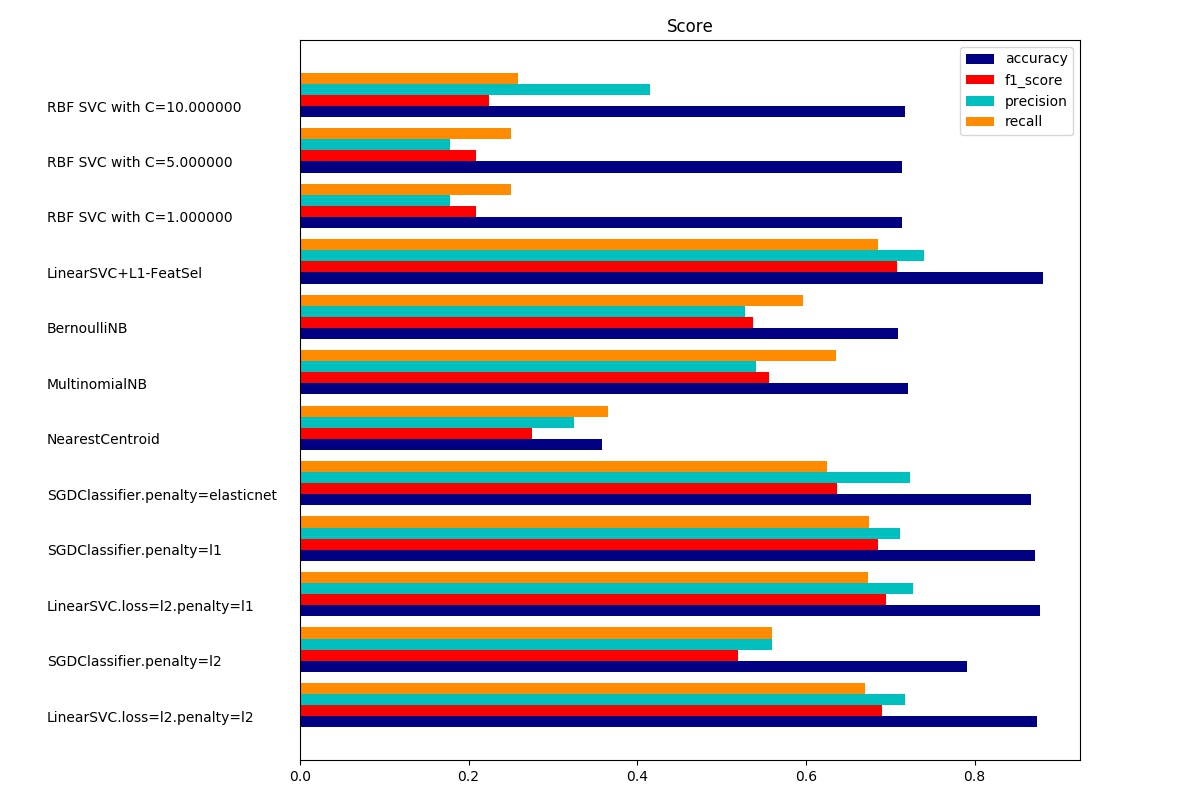 Score
accuracy
f1_score
precision
recall
RBF SVC with C=10.000000
RBF SVC with C=5.000000
RBF SVC with C=1.000000
LinearSVC+L1-FeatSel
BernoulliNB
MultinomialNB
NearestCentroid
SGDClassifier.penalty=elasticnet
SGDClassifier.penalty=l1
LinearSVC.loss=l2.penalty=l1
SGDClassifier.penalty=l2
LinearSVC.loss=l2.penalty=l2
0.0 0.2 0.4 0.6 0.8